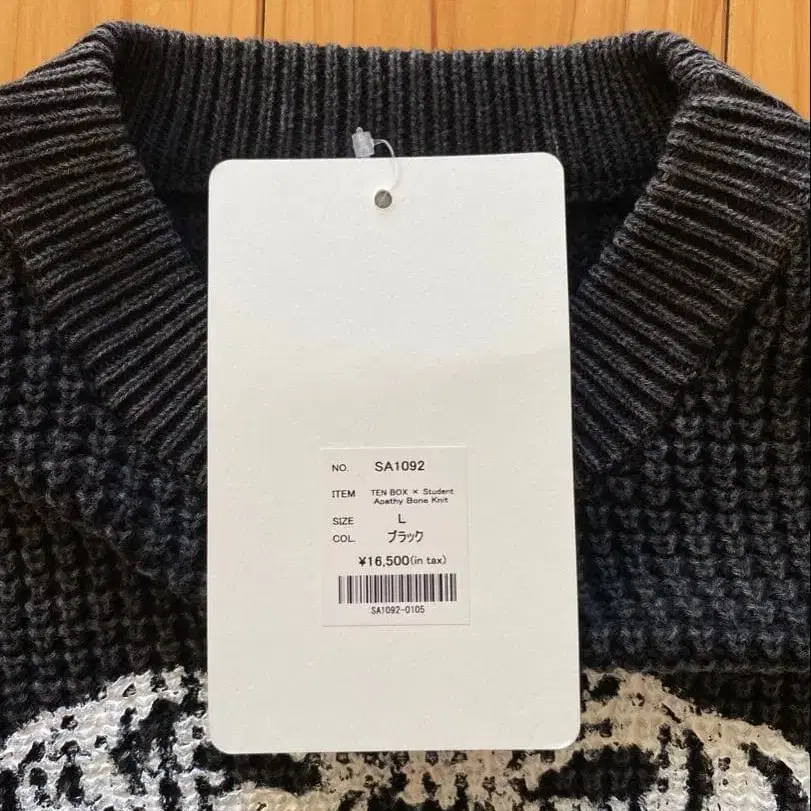 NO. SA1092
ITEM TEN BOX × Student
Apathy Bone Knit
SIZE L
COL. ブラック
¥16,500(in tax)
SA1092-0105